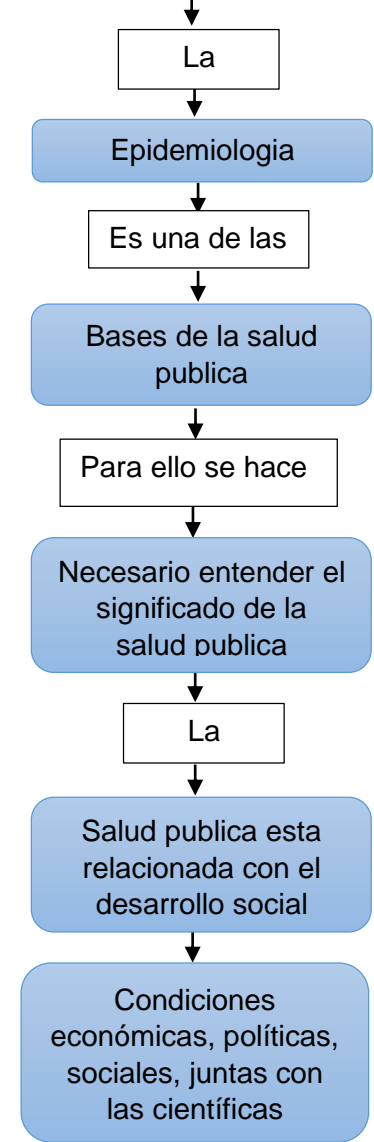 La
Epidemiologia
Es una de las
Bases de la salud
publica
Para ello se hace
Necesario entender el
significado de la
salud publica
La
Salud publica esta
relacionada con el
desarrollo social
Condiciones
económicas, políticas,
sociales, juntas con
las científicas